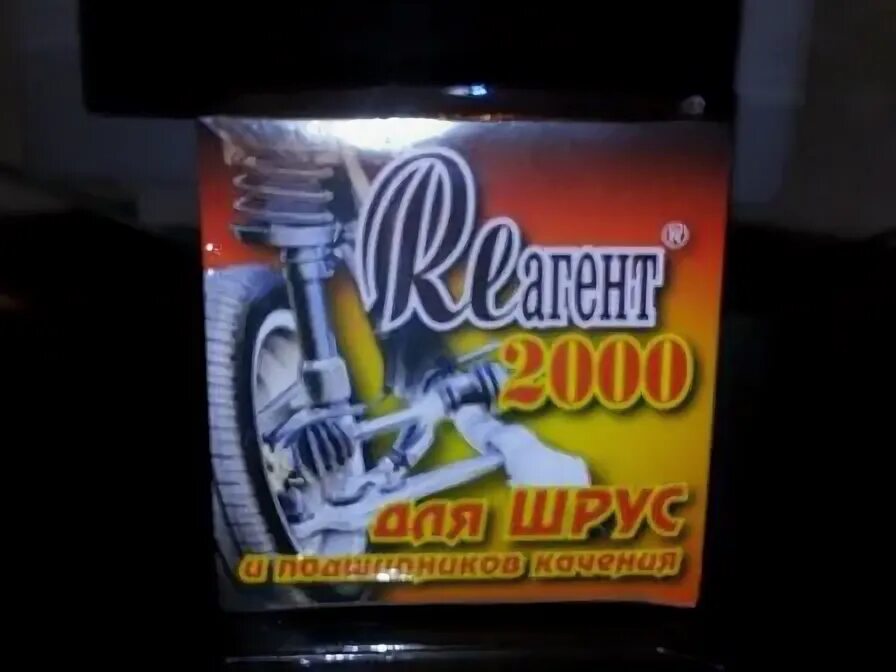 Reагент®
2000
для ШРУС
и подшипников качения